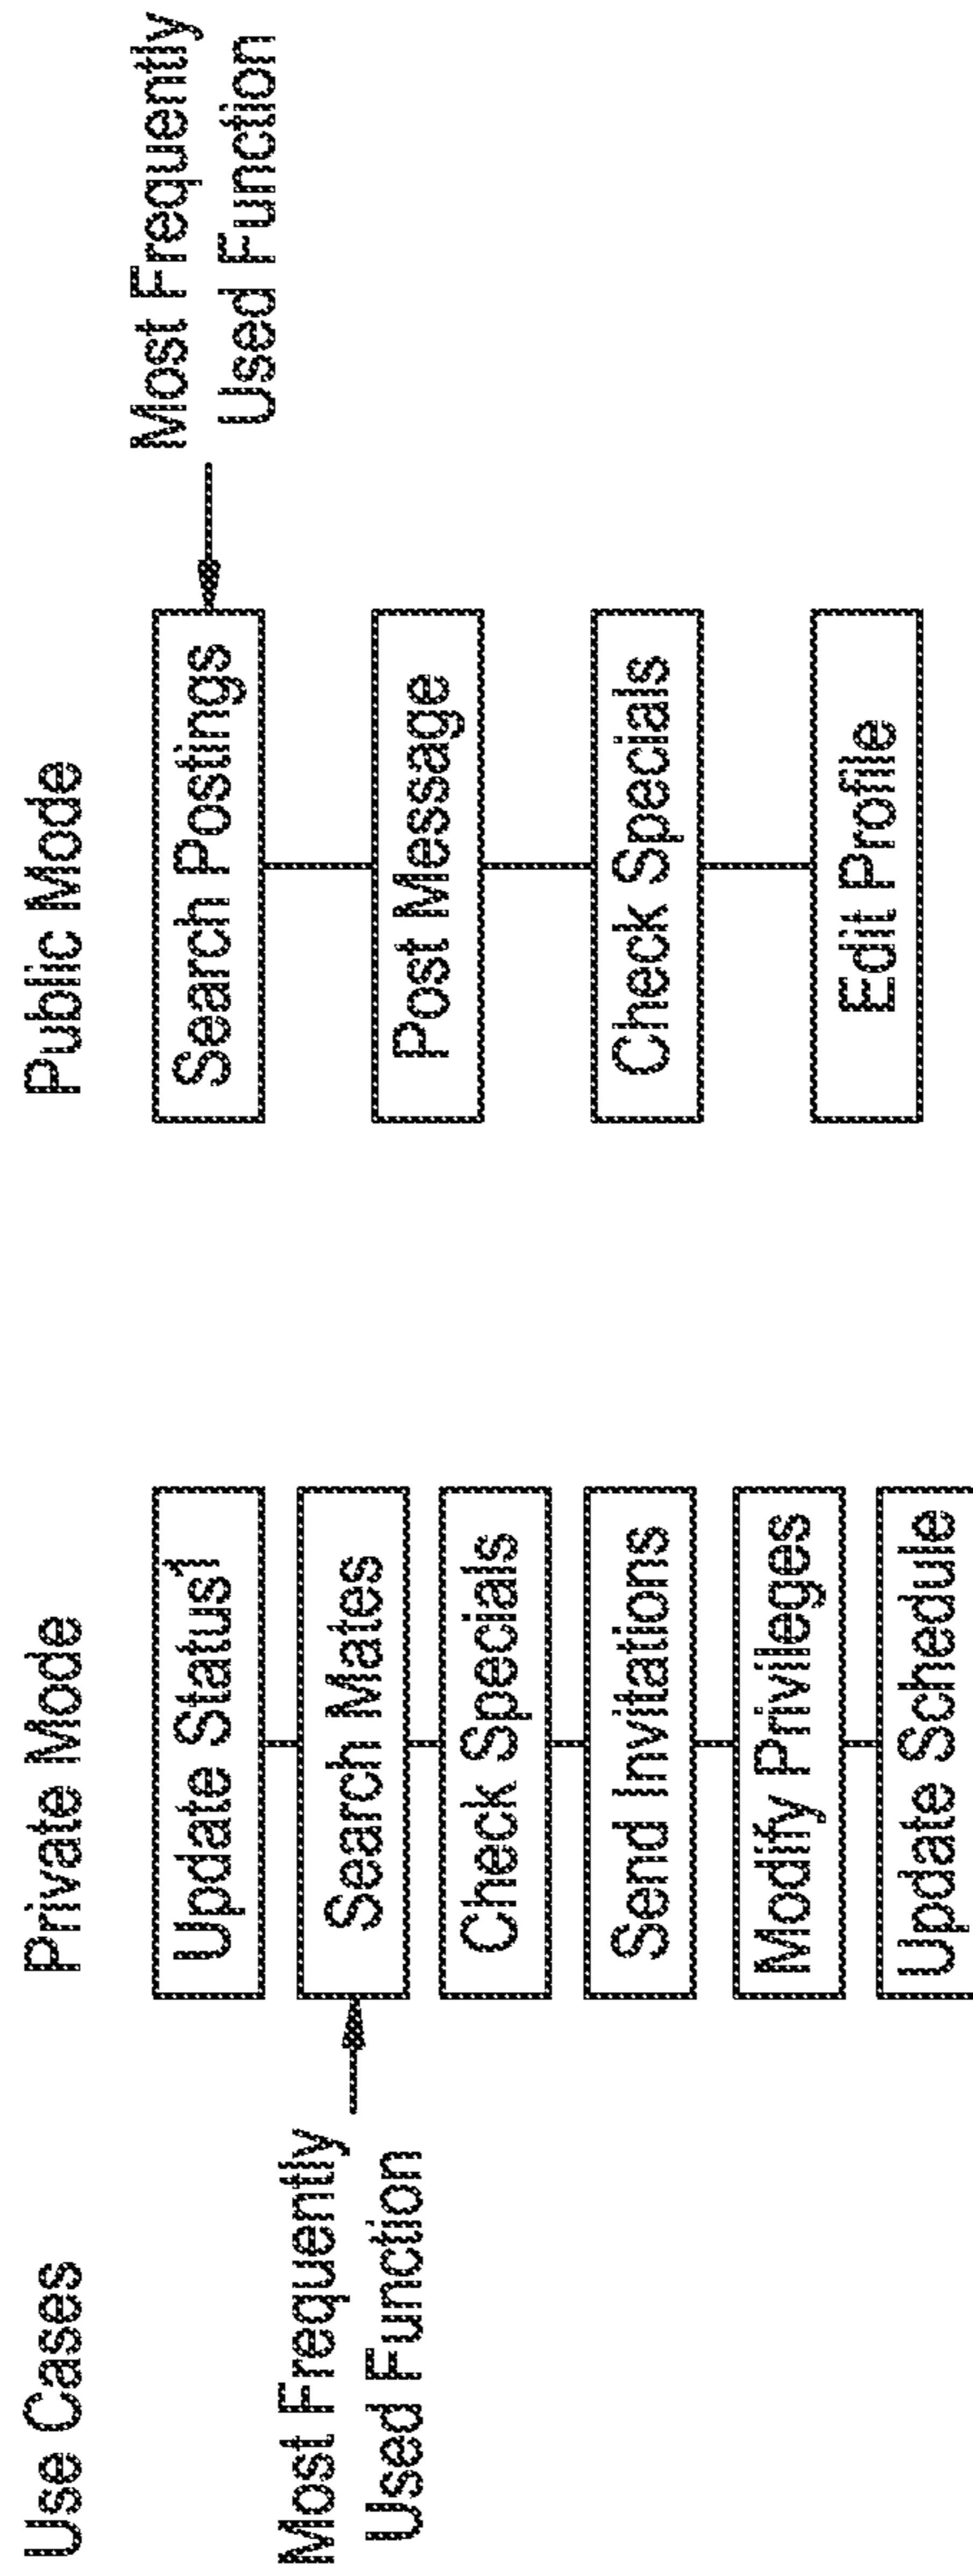 Use Cases
Private Mode
Public Mode
Update Status¹
Search Mates
Check Specials
Send Invitations
Modify Privileges
Update Schedule
Most Frequently
Used Function
Search Postings
Post Message
Check Specials
Edit Profile
Most Frequently
Used Function